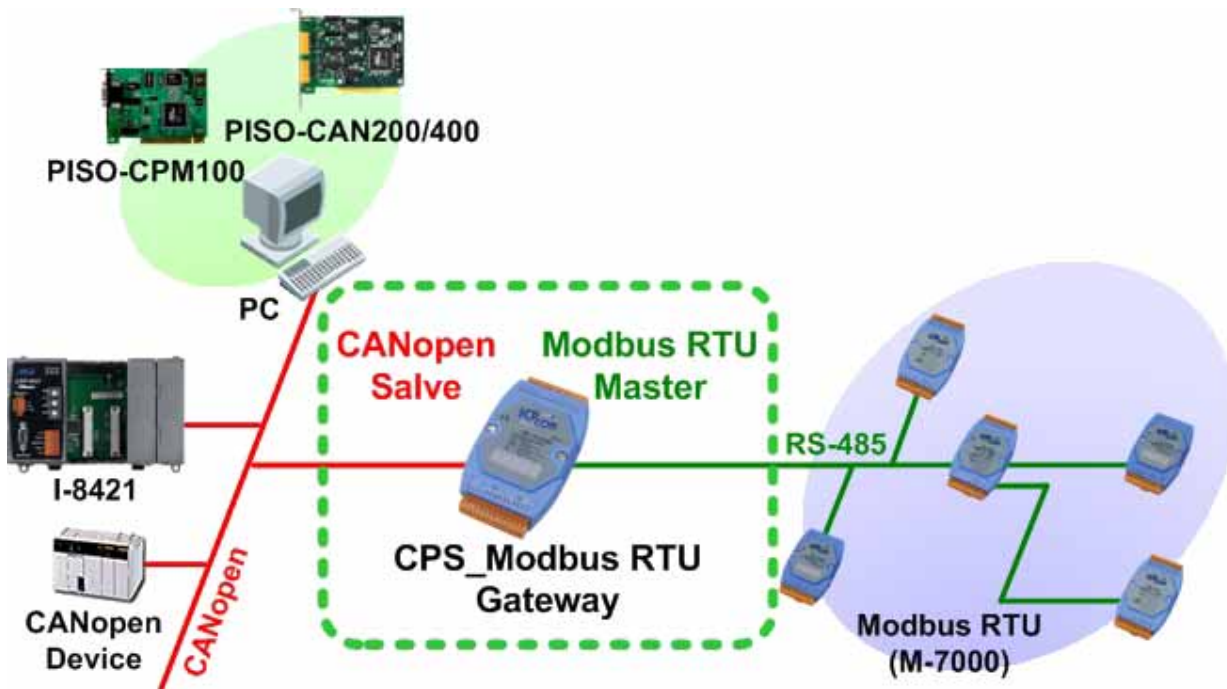 PISO-CAN200/400
PISO-CPM100
PC
CANopen
Salve
Modbus RTU
Master
RS-485
I-8421
CPS_Modbus RTU
Gateway
CANopen
Device
CANopen
Modbus RTU
(M-7000)